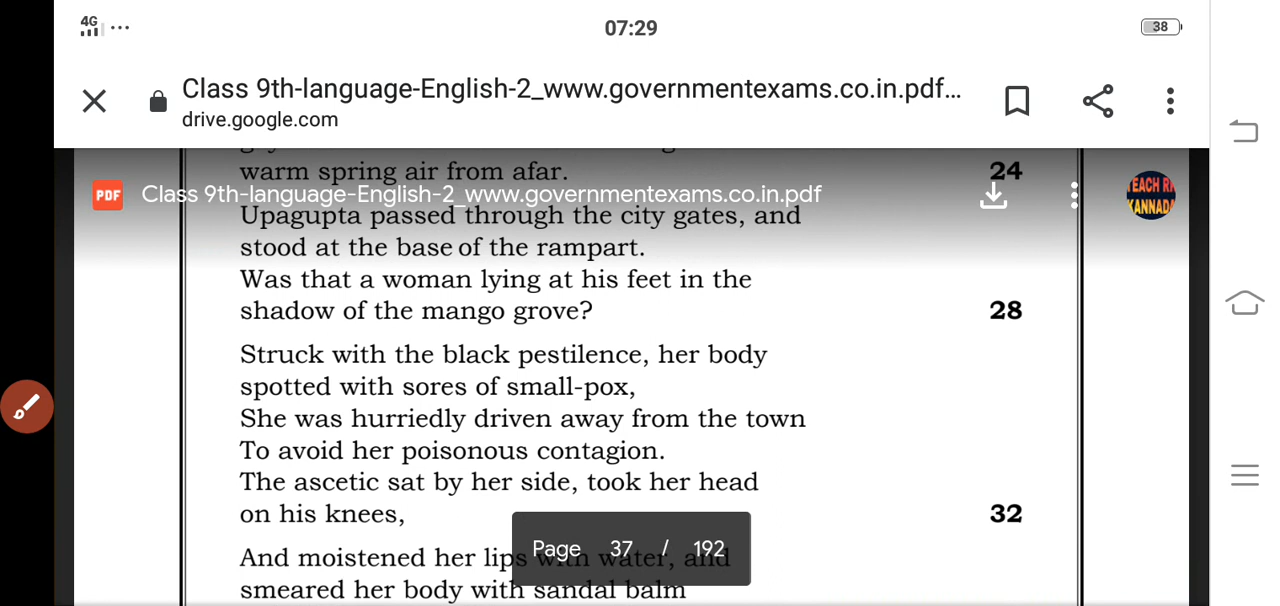 4G
07:29
38
Class 9th-language-English-2_www.governmentexams.co.in.pdf...
drive.google.com
warm spring air from afar. 24
PDF Class 9th-language-English-2_www.governmentexams.co.in.pdf
KANNADA
Upagupta passed through the city gates, and
stood at the base of the rampart.
Was that a woman lying at his feet in the
shadow of the mango grove? 28
Struck with the black pestilence, her body
spotted with sores of small-pox,
She was hurriedly driven away from the town
To avoid her poisonous contagion.
The ascetic sat by her side, took her head
on his knees, 32
Page 37 / 192
And moistened her lips with water, and
smeared her body with sandal balm